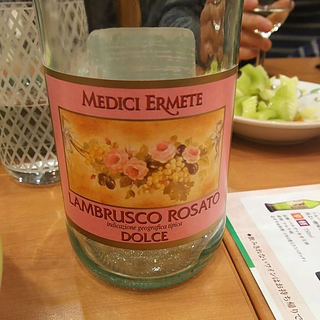 MEDICI ERMETE
LAMBRUSCO ROSATO
indicazione geografica tipica
DOLCE